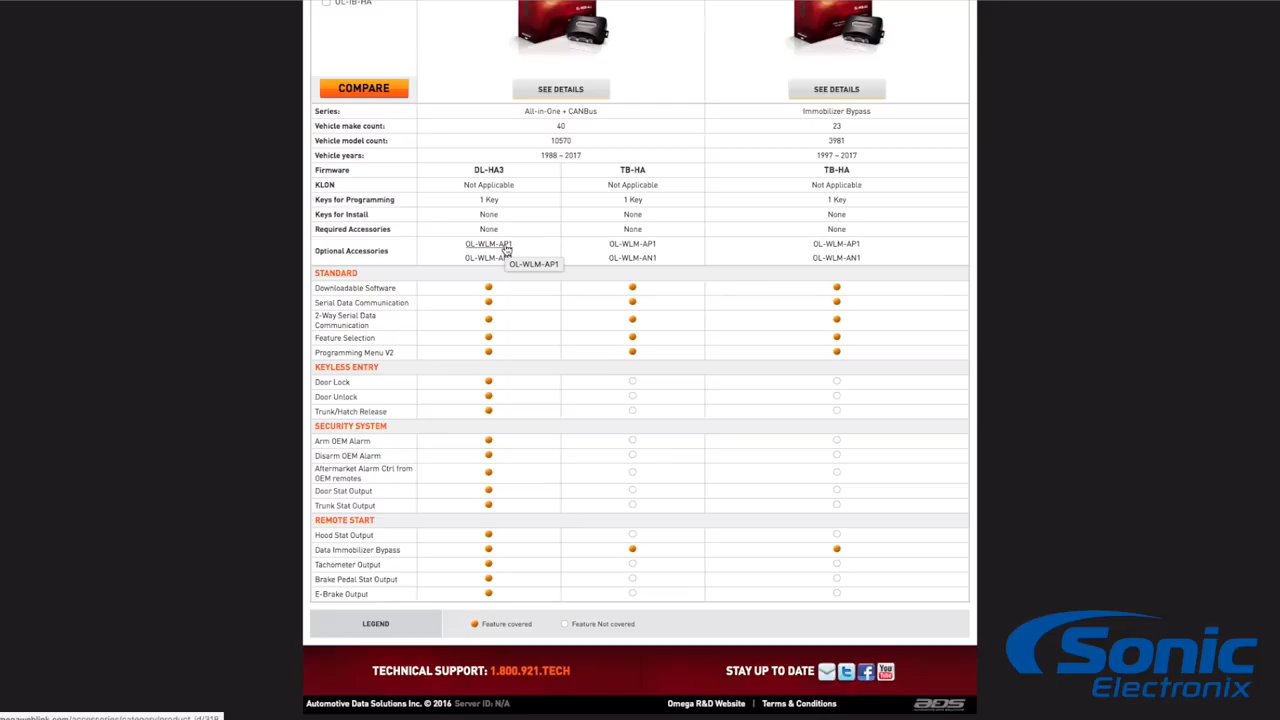 OL-TB-HA
COMPARE SEE DETAILS SEE DETAILS
Series: All-in-One + CANBus Immobilizer Bypass
Vehicle make count: 40 23
Vehicle model count: 10570 3981
Vehicle years: 1988 ~ 2017 1997 ~ 2017
Firmware DL-HA3 TB-HA TB-HA
KLON Not Applicable Not Applicable Not Applicable
Keys for Programming 1 Key 1 Key 1 Key
Keys for Install None None None
Required Accessories None None None
OL-WLM-AP1 OL-WLM-AP1 OL-WLM-AP1
Optional Accessories
OL-WLM-AN1 OL-WLM-AN1
OL-WLM-AP1
STANDARD
Downloadable Software
Serial Data Communication
2-Way Serial Data
Communication
Feature Selection
Programming Menu V2
KEYLESS ENTRY
Door Lock
Door Unlock
Trunk/Hatch Release
SECURITY SYSTEM
Arm OEM Alarm
Disarm OEM Alarm
Aftermarket Alarm Ctrl from
OEM remotes
Door Stat Output
Trunk Stat Output
REMOTE START
Hood Stat Output
Data Immobilizer Bypass
Tachometer Output
Brake Pedal Stat Output
E-Brake Output
LEGEND Feature covered Feature Not covered
TECHNICAL SUPPORT: 1.800.921.TECH STAY UP TO DATE You Tube
Automotive Data Solutions Inc. © 2016 Server ID: N/A Omega R&D Website | Terms & Conditions ADS
Sonic
Electronix